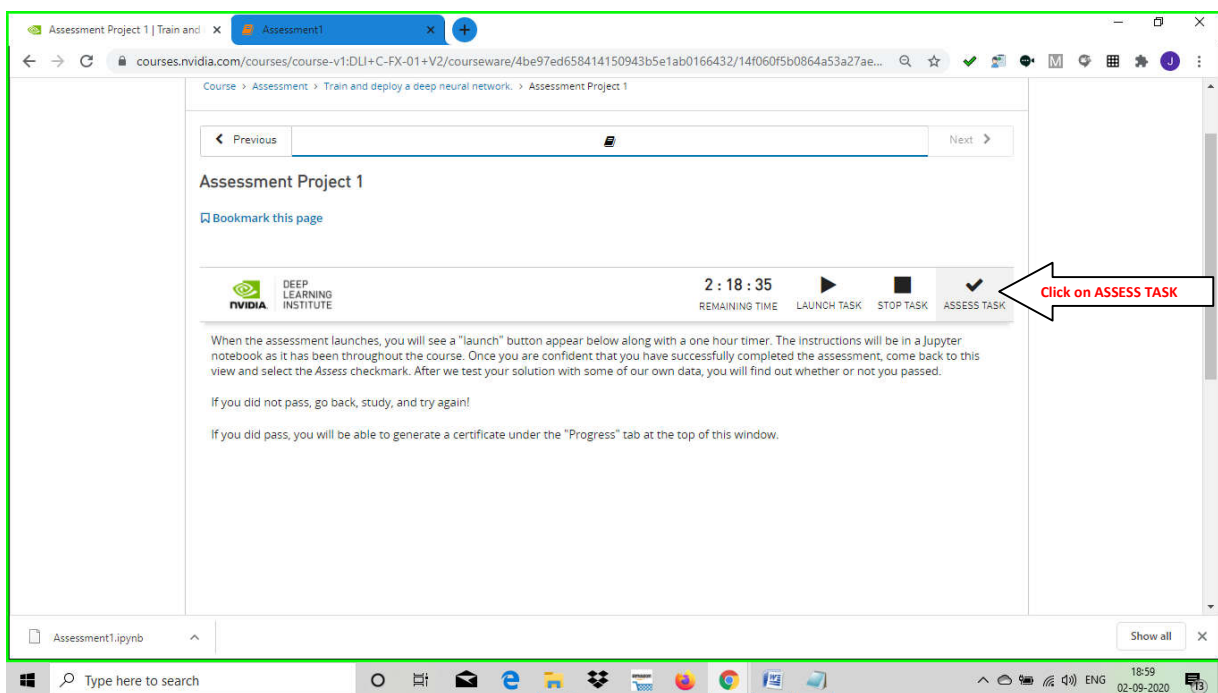 Assessment Project 1 | Train and
Assessment1
courses.nvidia.com/courses/course-v1:DLI+C-FX-01+V2/courseware/4be97ed658414150943b5e1ab0166432/14f060f5b0864a53a27ae...
Course > Assessment > Train and deploy a deep neural network. > Assessment Project 1
Previous
Next
Assessment Project 1
Bookmark this page
NVIDIA
DEEP
LEARNING
INSTITUTE
2 : 18 : 35
REMAINING TIME
LAUNCH TASK
STOP TASK
ASSESS TASK
Click on ASSESS TASK
When the assessment launches, you will see a "launch" button appear below along with a one hour timer. The instructions will be in a Jupyter
notebook as it has been throughout the course. Once you are confident that you have successfully completed the assessment, come back to this
view and select the Assess checkmark. After we test your solution with some of our own data, you will find out whether or not you passed.
If you did not pass, go back, study, and try again!
If you did pass, you will be able to generate a certificate under the "Progress" tab at the top of this window.
Assessment1.ipynb
Show all
Type here to search
ENG
18:59
02-09-2020
13